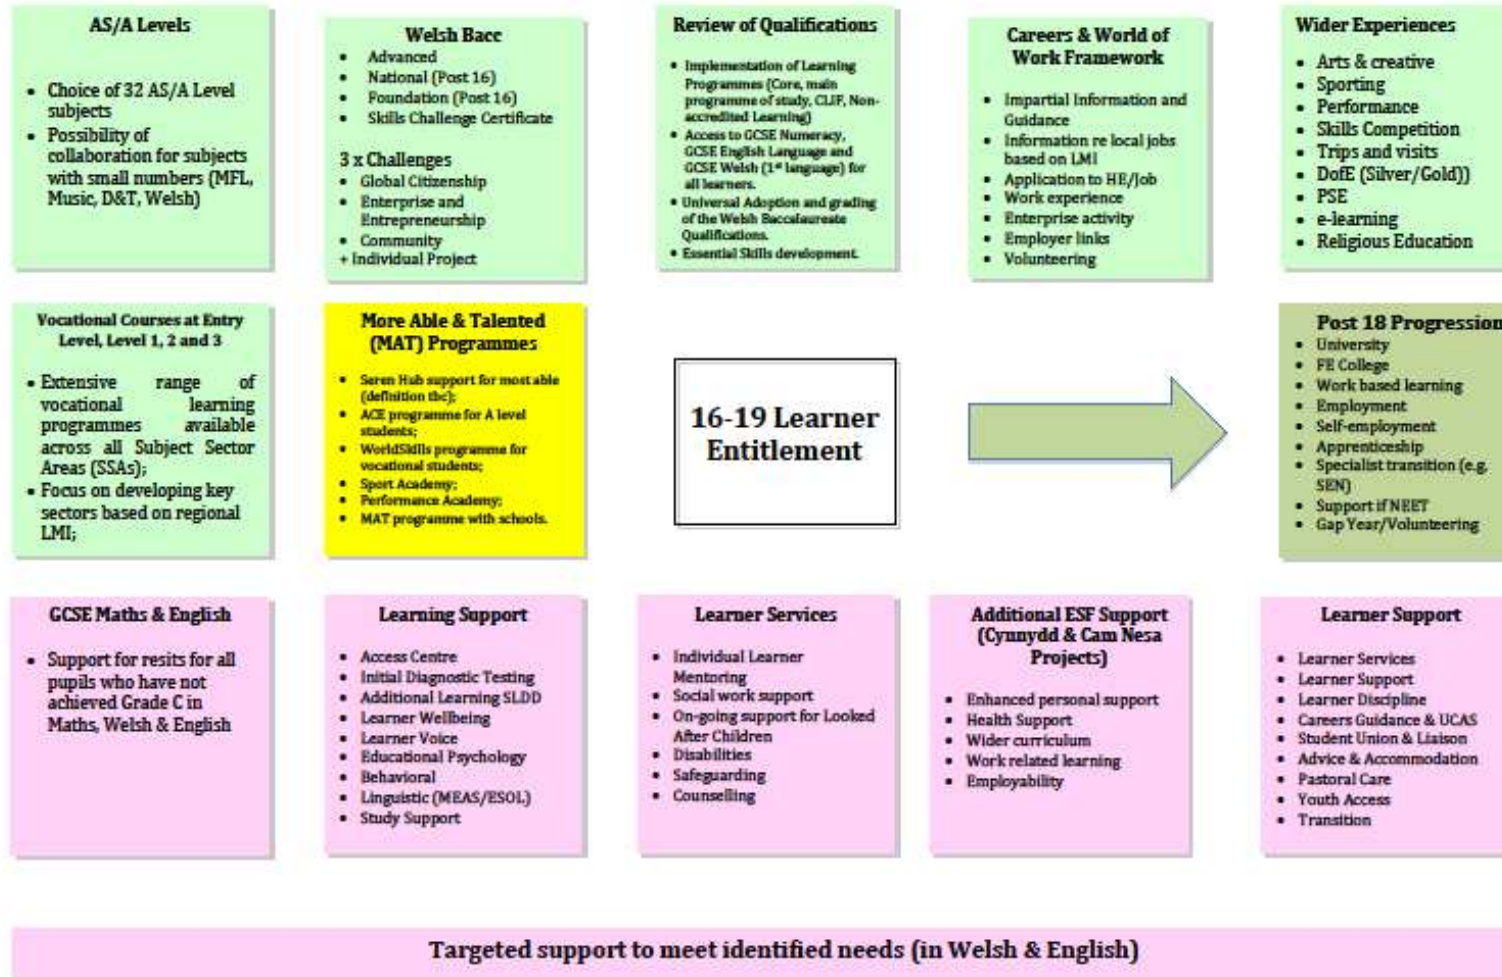 AS/A Levels
• Choice of 32 AS/A Level
subjects
• Possibility of
collaboration for subjects
with small numbers (MFL,
Music, D&T, Welsh)
Welsh Bacc
• Advanced
• National (Post 16)
• Foundation (Post 16)
• Skills Challenge Certificate
3 x Challenges
• Global Citizenship
• Enterprise and
Entrepreneurship
• Community
+ Individual Project
Review of Qualifications
• Implementation of Learning
Programmes (Core, main
programme of study, CLIF, Non-
accredited Learning)
• Access to GCSE Numeracy,
GCSE English Language and
GCSE Welsh (1st language) for
all learners.
• Universal Adoption and grading
of the Welsh Baccalaureate
Qualifications.
• Essential Skills development.
Careers & World of
Work Framework
• Impartial Information and
Guidance
• Information re local jobs
based on LMI
• Application to HE/Job
• Work experience
• Enterprise activity
• Employer links
• Volunteering
Wider Experiences
• Arts & creative
• Sporting
• Performance
• Skills Competition
• Trips and visits
• DofE (Silver/Gold))
• PSE
• e-learning
• Religious Education
Vocational Courses at Entry
Level, Level 1, 2 and 3
• Extensive range of
vocational learning
programmes available
across all Subject Sector
Areas (SSAs);
• Focus on developing key
sectors based on regional
LMI;
More Able & Talented
(MAT) Programmes
• Seren Hub support for most able
(definition tbc);
• ACE programme for A level
students;
• WorldSkills programme for
vocational students;
• Sport Academy;
• Performance Academy;
• MAT programme with schools.
16-19 Learner
Entitlement
Post 18 Progression
• University
• FE College
• Work based learning
• Employment
• Self-employment
• Apprenticeship
• Specialist transition (e.g.
SEN)
• Support if NEET
• Gap Year/Volunteering
GCSE Maths & English
• Support for resits for all
pupils who have not
achieved Grade C in
Maths, Welsh & English
Learning Support
• Access Centre
• Initial Diagnostic Testing
• Additional Learning SLDD
• Learner Wellbeing
• Learner Voice
• Educational Psychology
• Behavioral
• Linguistic (MEAS/ESOL)
• Study Support
Learner Services
• Individual Learner
Mentoring
• Social work support
• On-going support for Looked
After Children
• Disabilities
• Safeguarding
• Counselling
Additional ESF Support
(Cynnydd & Cam Nesa
Projects)
• Enhanced personal support
• Health Support
• Wider curriculum
• Work related learning
• Employability
Learner Support
• Learner Services
• Learner Support
• Learner Discipline
• Careers Guidance & UCAS
• Student Union & Liaison
• Advice & Accommodation
• Pastoral Care
• Youth Access
• Transition
Targeted support to meet identified needs (in Welsh & English)